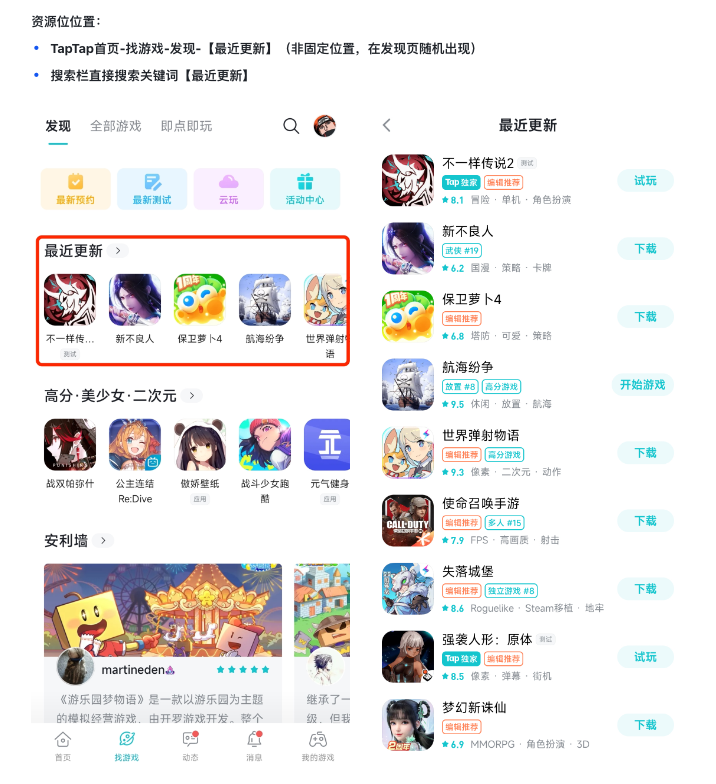 资源位位置：
TapTap首页-找游戏-发现-【最近更新】（非固定位置，在发现页随机出现）
搜索栏直接搜索关键词【最近更新】
发现 全部游戏 即点即玩
最新预约 最新测试 云玩 活动中心
最近更新
1周年
不一样传... 新不良人 保卫萝卜4 航海纷争 世界弹射物语
测试
高分·美少女·二次元
战双帕弥什 公主连结Re:Dive 傲娇壁纸 战斗少女跑酷 元气健身
应用 应用
安利墙
martineden
《游乐园梦物语》是一款以游乐园为主题
的模拟经营游戏，由开罗游戏开发。整个
继承了一
级，但我
首页 找游戏 动态 消息 我的游戏
最近更新
不一样传说2 测试
Tap 独家 编辑推荐
8.1 冒险 · 单机 · 角色扮演
试玩
新不良人
武侠 #19
6.2 国漫 · 策略 · 卡牌
下载
1周年
保卫萝卜4
编辑推荐
6.8 塔防 · 可爱 · 策略
下载
航海纷争
放置 #8 高分游戏
9.5 休闲 · 放置 · 航海
开始游戏
世界弹射物语
编辑推荐 高分游戏
9.3 像素 · 二次元 · 动作
下载
CALL·DUTY
使命召唤手游
编辑推荐 多人 #15
7.9 FPS · 高画质 · 射击
下载
失落城堡
编辑推荐 独立游戏 #8
8.6 Roguelike · Steam移植 · 地牢
下载
强袭人形：原体 测试
Tap 独家 编辑推荐
8.5 像素 · 弹幕 · 街机
试玩
梦幻新诛仙
编辑推荐
6.9 MMORPG · 角色扮演 · 3D
下载